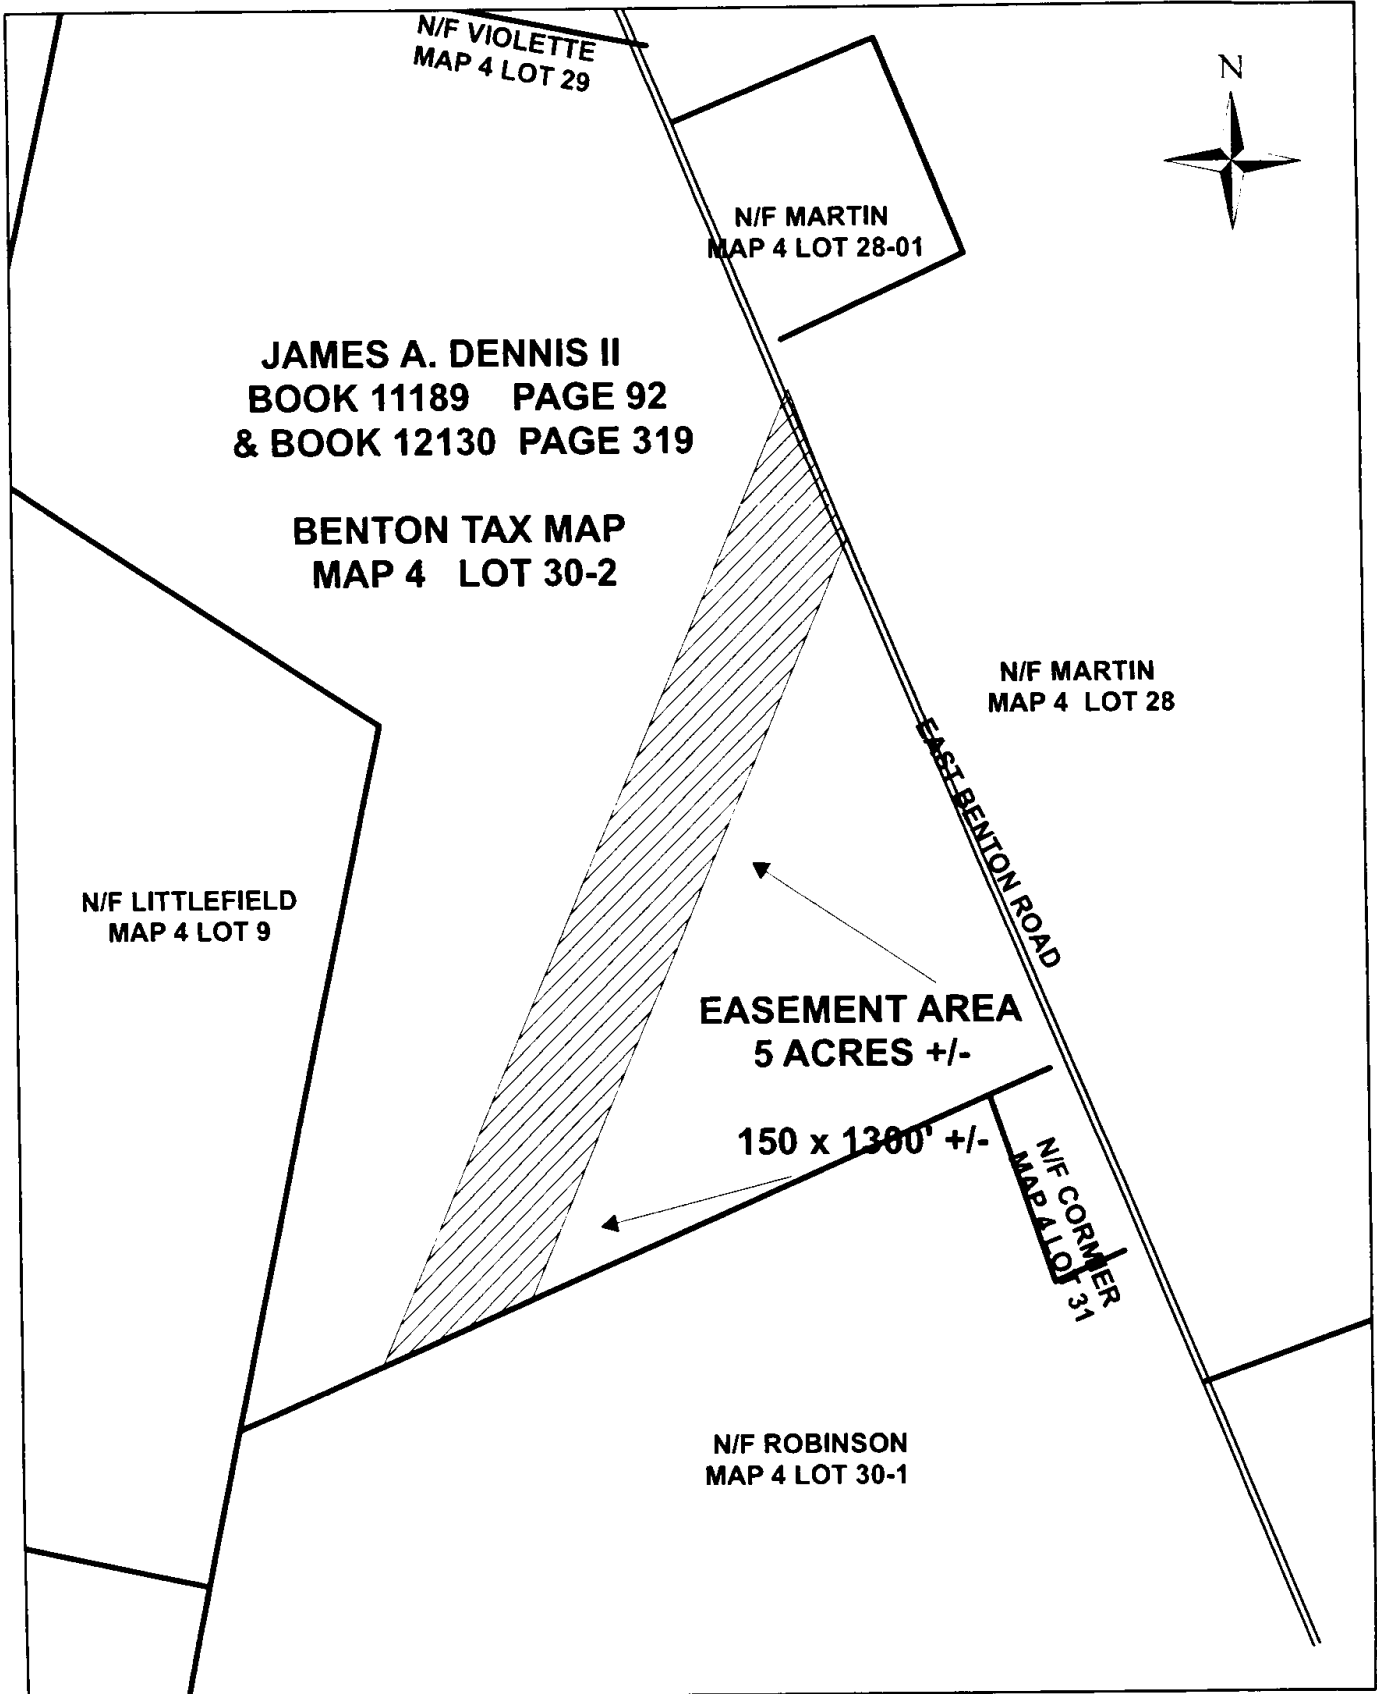 N/F VIOLETTE
MAP 4 LOT 29
N
N/F MARTIN
MAP 4 LOT 28-01
JAMES A. DENNIS II
BOOK 11189 PAGE 92
& BOOK 12130 PAGE 319
BENTON TAX MAP
MAP 4 LOT 30-2
N/F MARTIN
MAP 4 LOT 28
EAST BENTON ROAD
N/F LITTLEFIELD
MAP 4 LOT 9
EASEMENT AREA
5 ACRES +/-
150 x 1300' +/-
N/F CORMIER
MAP 4 LOT 31
N/F ROBINSON
MAP 4 LOT 30-1